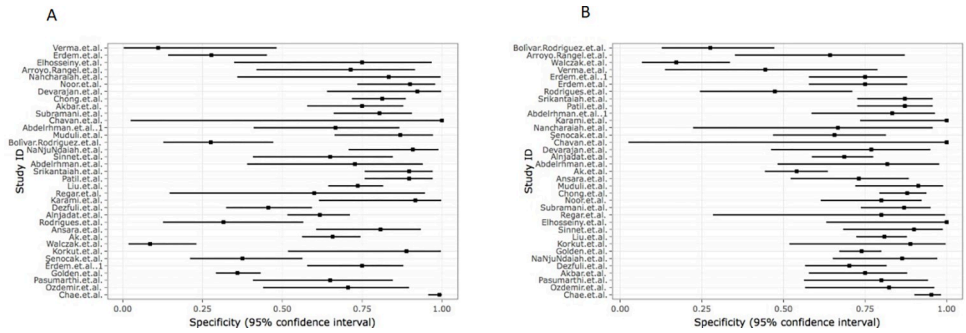 A
Verma.et.al.
Erdem.et.al.
Elhosseiny.et.al.
Arroyo.Rangel.et.al.
Nahcharaiah.et.al.
Noor.et.al.
Devarajan.et.al.
Chong.et.al.
Akbar.et.al.
Subramani.et.al.
Chavan.et.al.
Abdelrhman.et.al..1
Muduli.et.al.
Bolivar.Rodriguez.et.al.
NaNjuNdaiah.et.al.
Sinnet.et.al.
Abdelrhman.et.al.
Srikantaiah.et.al.
Patil.et.al.
Liu.et.al.
Regar.et.al.
Karami.et.al.
Dezfuli.et.al.
Alnjadat.et.al.
Rodrigues.et.al.
Ansara.et.al.
Ak.et.al.
Walczak.et.al.
Korkut.et.al.
Senocak.et.al.
Erdem.et.al..1
Golden.et.al.
Pasumarthi.et.al.
Ozdemir.et.al.
Chae.et.al.
Study ID
0.00 0.25 0.50 0.75 1.00
Specificity (95% confidence interval)
B
Bolivar.Rodriguez.et.al.
Arroyo.Rangel.et.al.
Walczak.et.al.
Verma.et.al.
Erdem.et.al..1
Erdem.et.al.
Rodrigues.et.al.
Srikantaiah.et.al.
Patil.et.al.
Abdelrhman.et.al..1
Karami.et.al.
Nancharaiah.et.al.
Senocak.et.al.
Chavan.et.al.
Devarajan.et.al.
Alnjadat.et.al.
Abdelrhman.et.al.
Ak.et.al.
Ansara.et.al.
Muduli.et.al.
Chong.et.al.
Noor.et.al.
Subramani.et.al.
Regar.et.al.
Elhosseiny.et.al.
Sinnet.et.al.
Liu.et.al.
Korkut.et.al.
Golden.et.al.
NaNjuNdaiah.et.al.
Dezfuli.et.al.
Akbar.et.al.
Pasumarthi.et.al.
Ozdemir.et.al.
Chae.et.al.
Study ID
0.00 0.25 0.50 0.75 1.00
Specificity (95% confidence interval)